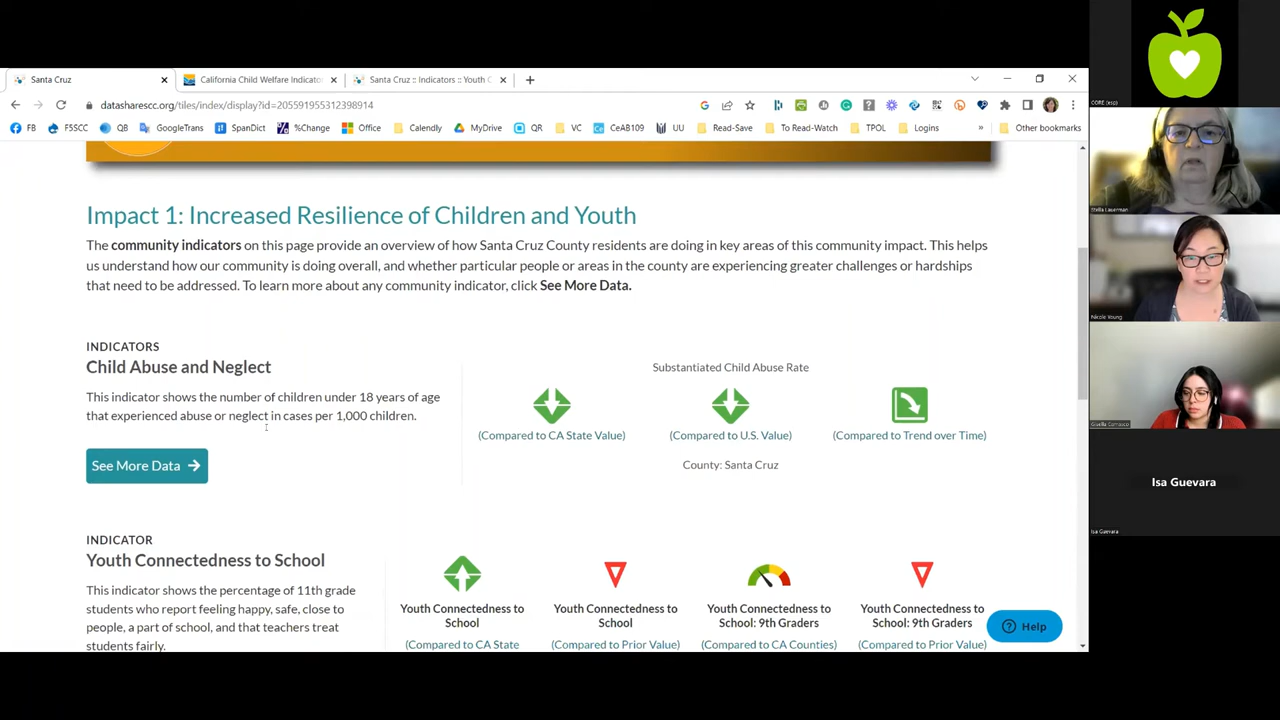 Santa Cruz
California Child Welfare Indicato
Santa Cruz :: Indicators :: Youth C
datasharescc.org/tiles/index/display?id=205591955312398914
FB
F5SCC
QB
GoogleTrans
SpanDict
%Change
Office
Calendly
MyDrive
QR
VC
CeAB109
UU
Read-Save
To Read-Watch
TPOL
Logins
»
Other bookmarks
Impact 1: Increased Resilience of Children and Youth
The community indicators on this page provide an overview of how Santa Cruz County residents are doing in key areas of this community impact. This helps
us understand how our community is doing overall, and whether particular people or areas in the county are experiencing greater challenges or hardships
that need to be addressed. To learn more about any community indicator, click See More Data.
INDICATORS
Child Abuse and Neglect
This indicator shows the number of children under 18 years of age
that experienced abuse or neglect in cases per 1,000 children.
See More Data
Substantiated Child Abuse Rate
(Compared to CA State Value)
(Compared to U.S. Value)
(Compared to Trend over Time)
County: Santa Cruz
INDICATOR
Youth Connectedness to School
This indicator shows the percentage of 11th grade
students who report feeling happy, safe, close to
people, a part of school, and that teachers treat
students fairly.
Youth Connectedness to
School
(Compared to CA State
Youth Connectedness to
School
(Compared to Prior Value)
Youth Connectedness to
School: 9th Graders
(Compared to CA Counties)
Youth Connectedness to
School: 9th Graders
(Compared to Prior Value)
Help
CORE (esp)
Nicole Young
Isa Guevara
Isa Guevara